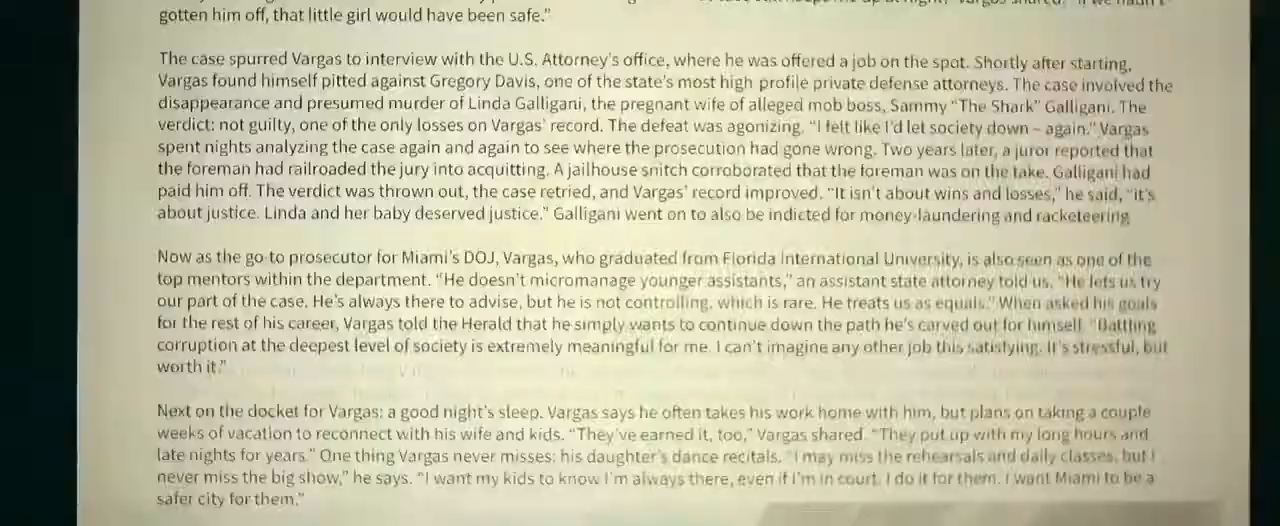 gotten him off, that little girl would have been safe.”
The case spurred Vargas to interview with the U.S. Attorney’s office, where he was offered a job on the spot. Shortly after starting,
Vargas found himself pitted against Gregory Davis, one of the state’s most high profile private defense attorneys. The case involved the
disappearance and presumed murder of Linda Galligani, the pregnant wife of alleged mob boss, Sammy “The Shark” Galligani. The
verdict: not guilty, one of the only losses on Vargas’ record. The defeat was agonizing. “I felt like I’d let society down – again.” Vargas
spent nights analyzing the case again and again to see where the prosecution had gone wrong. Two years later, a juror reported that
the foreman had railroaded the jury into acquitting. A jailhouse snitch corroborated that the foreman was on the take. Galligani had
paid him off. The verdict was thrown out, the case retried, and Vargas’ record improved. “It isn’t about wins and losses,” he said, “it’s
about justice. Linda and her baby deserved justice.” Galligani went on to also be indicted for money-laundering and racketeering
Now as the go to prosecutor for Miami’s DOJ, Vargas, who graduated from Florida International University, is also seen as one of the
top mentors within the department. “He doesn’t micromanage younger assistants,” an assistant state attorney told us. “He lets us try
our part of the case. He’s always there to advise, but he is not controlling, which is rare. He treats us as equals.” When asked his goals
for the rest of his career, Vargas told the Herald that he simply wants to continue down the path he’s carved out for himself. “Battling
corruption at the deepest level of society is extremely meaningful for me. I can’t imagine any other job this satisfying. It’s stressful, but
worth it.”
Next on the docket for Vargas: a good night’s sleep. Vargas says he often takes his work home with him, but plans on taking a couple
weeks of vacation to reconnect with his wife and kids. “They’ve earned it, too,” Vargas shared. “They put up with my long hours and
late nights for years.” One thing Vargas never misses: his daughter’s dance recitals. “I may miss the rehearsals and daily classes, but I
never miss the big show,” he says. “I want my kids to know I’m always there, even if I’m in court. I do it for them. I want Miami to be a
safer city for them.”